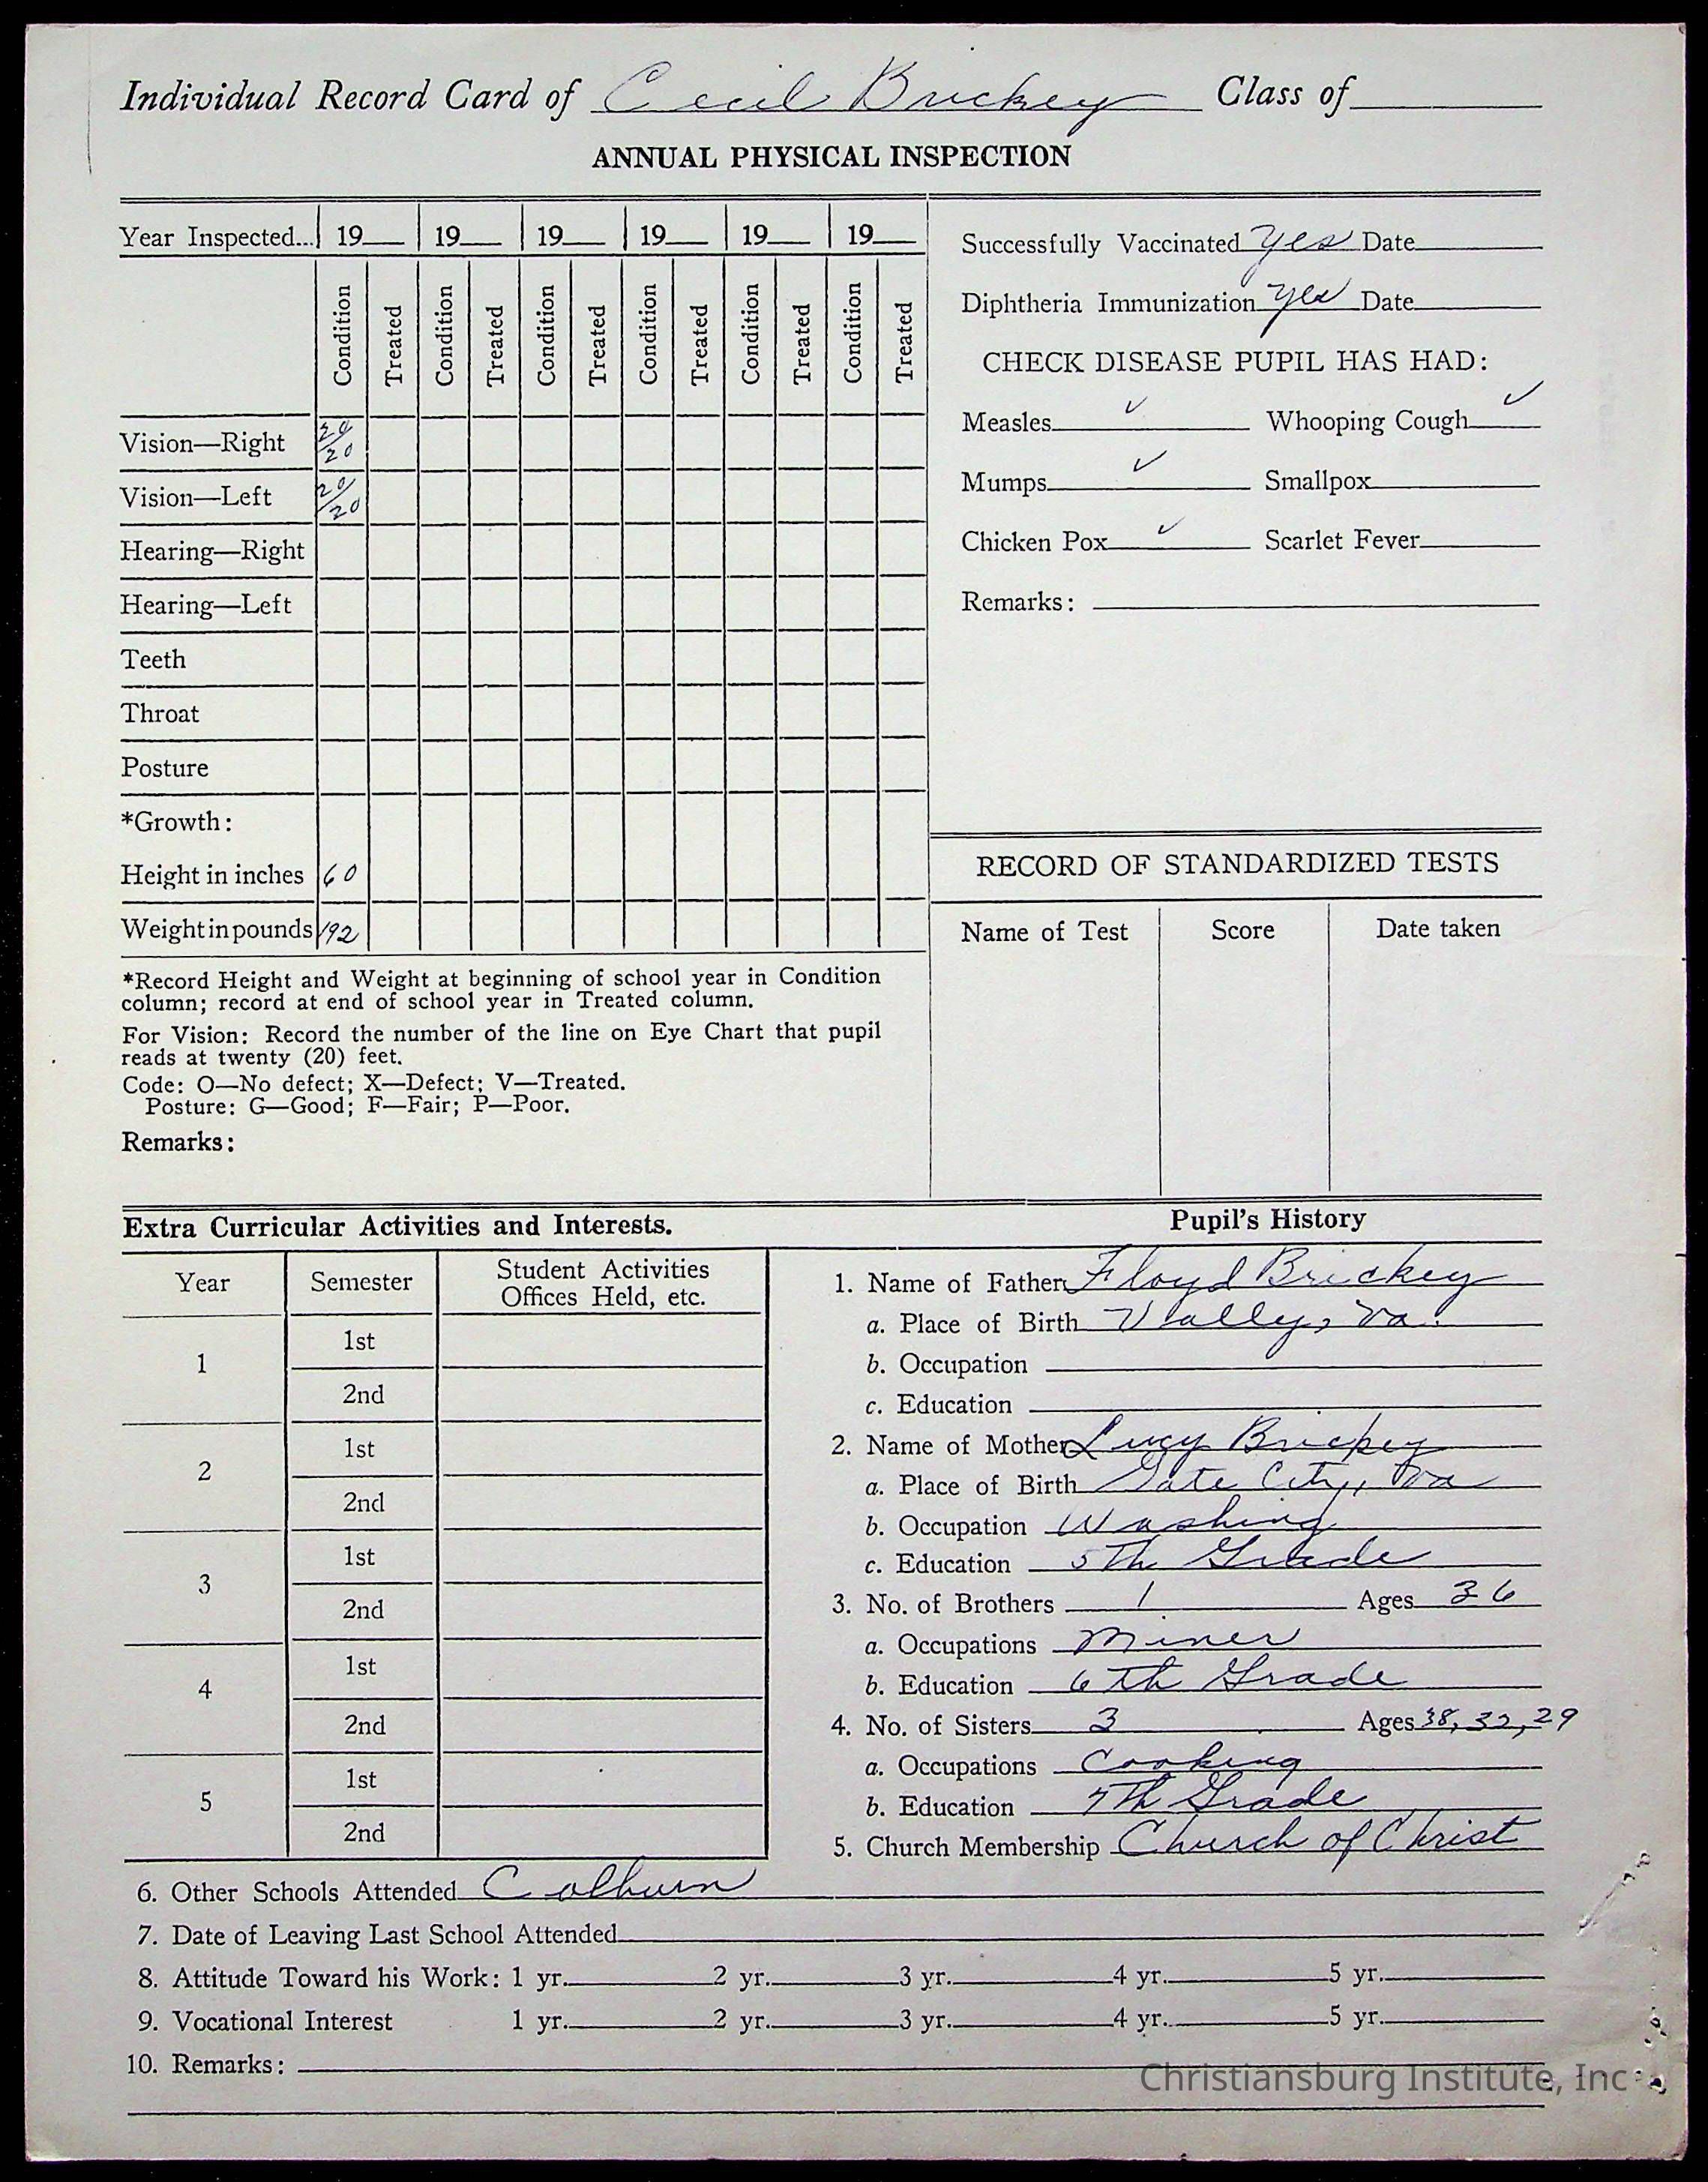 Individual Record Card of Cecil Brickey Class of
ANNUAL PHYSICAL INSPECTION
Year Inspected... 19 19 19 19 19 19
Condition Treated Condition Treated Condition Treated Condition Treated Condition Treated Condition Treated
Vision—Right 20/20
Vision—Left 20/20
Hearing—Right
Hearing—Left
Teeth
Throat
Posture
*Growth:
Height in inches 60
Weight in pounds 192
*Record Height and Weight at beginning of school year in Condition
column; record at end of school year in Treated column.
For Vision: Record the number of the line on Eye Chart that pupil
reads at twenty (20) feet.
Code: O—No defect; X—Defect; V—Treated.
Posture: G—Good; F—Fair; P—Poor.
Remarks:
Successfully Vaccinated yes Date
Diphtheria Immunization yes Date
CHECK DISEASE PUPIL HAS HAD:
Measles ✓ Whooping Cough ✓
Mumps ✓ Smallpox
Chicken Pox ✓ Scarlet Fever
Remarks:
RECORD OF STANDARDIZED TESTS
Name of Test Score Date taken
Extra Curricular Activities and Interests.
Year Semester Student Activities
Offices Held, etc.
1 1st
2nd
2 1st
2nd
3 1st
2nd
4 1st
2nd
5 1st
2nd
Pupil's History
1. Name of Father Floyd Brickey
a. Place of Birth Va.
b. Occupation
c. Education
2. Name of Mother Lucy Brickey
a. Place of Birth Gate City, Va
b. Occupation Washing
c. Education 5th Grade
3. No. of Brothers 1 Ages 36
a. Occupations Miner
b. Education 6th Grade
4. No. of Sisters 3 Ages 38, 32, 29
a. Occupations Cooking
b. Education 7th Grade
5. Church Membership Church of Christ
6. Other Schools Attended Calhurn
7. Date of Leaving Last School Attended
8. Attitude Toward his Work: 1 yr. 2 yr. 3 yr. 4 yr. 5 yr.
9. Vocational Interest 1 yr. 2 yr. 3 yr. 4 yr. 5 yr.
10. Remarks:
Christiansburg Institute, Inc